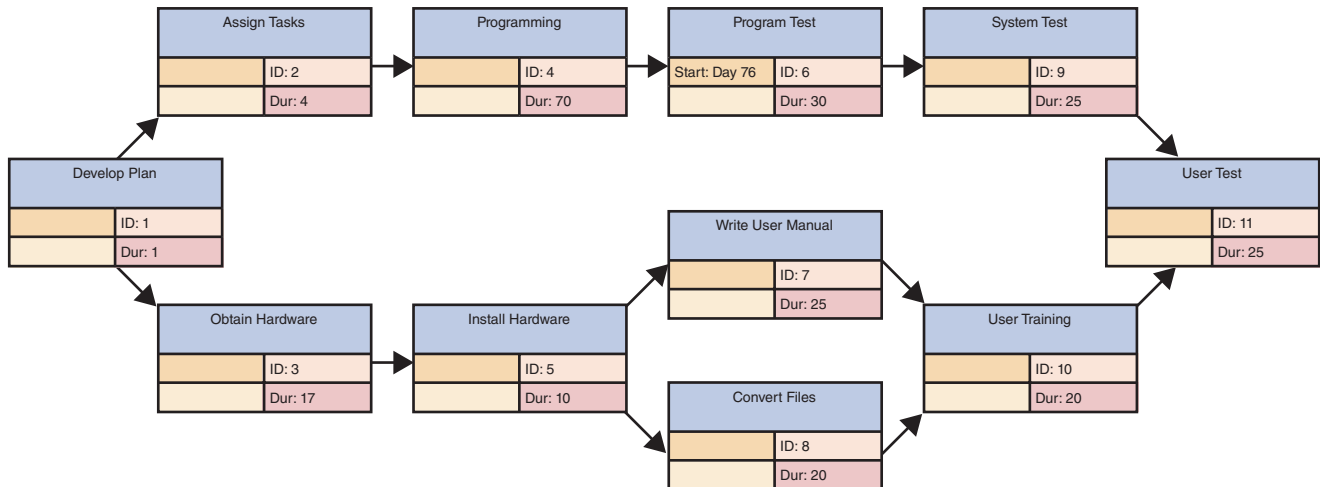 Assign Tasks
ID: 2
Dur: 4
Programming
ID: 4
Dur: 70
Program Test
Start: Day 76
ID: 6
Dur: 30
System Test
ID: 9
Dur: 25
Develop Plan
ID: 1
Dur: 1
User Test
ID: 11
Dur: 25
Write User Manual
ID: 7
Dur: 25
Obtain Hardware
ID: 3
Dur: 17
Install Hardware
ID: 5
Dur: 10
User Training
ID: 10
Dur: 20
Convert Files
ID: 8
Dur: 20